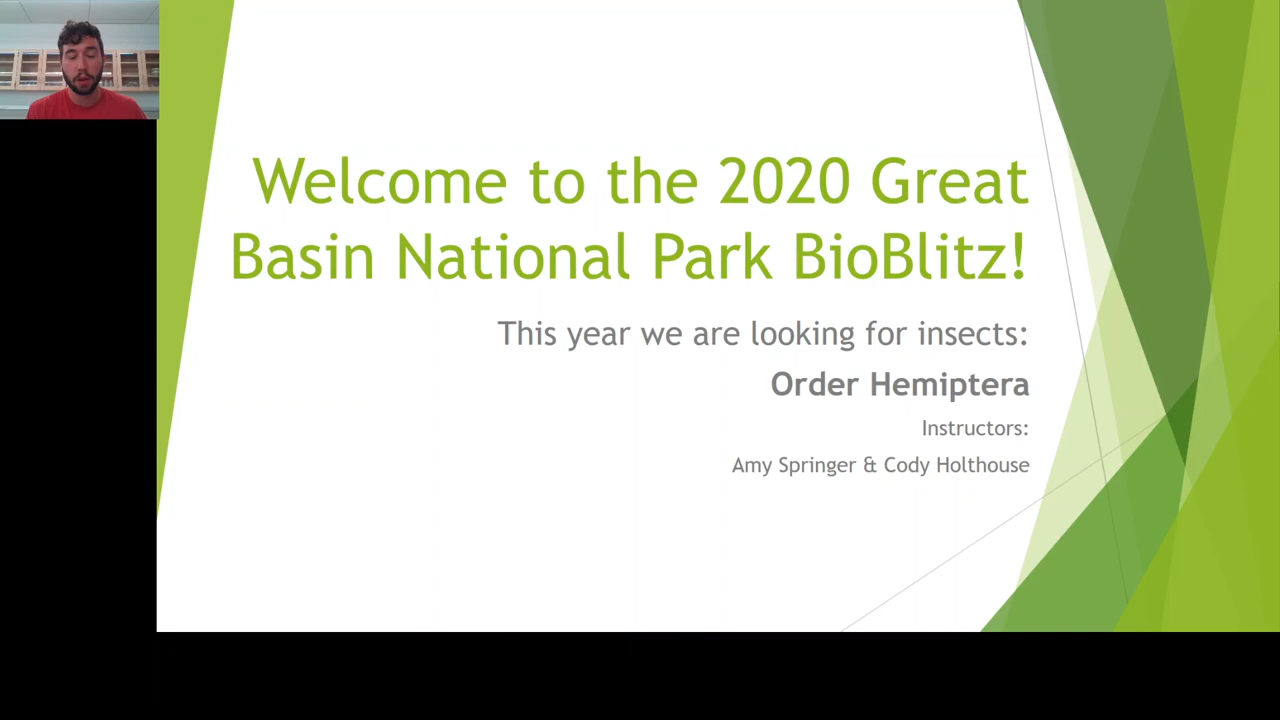 Welcome to the 2020 Great
Basin National Park BioBlitz!
This year we are looking for insects:
Order Hemiptera
Instructors:
Amy Springer & Cody Holthouse